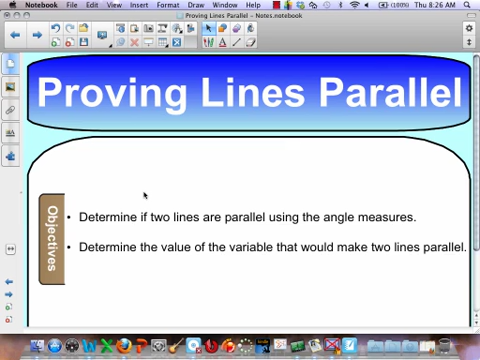 Notebook File Edit View Insert Format Draw Window Help (100%) Thu 8:26 AM
Proving Lines Parallel – Notes.notebook
Proving Lines Parallel
Objectives
• Determine if two lines are parallel using the angle measures.
• Determine the value of the variable that would make two lines parallel.